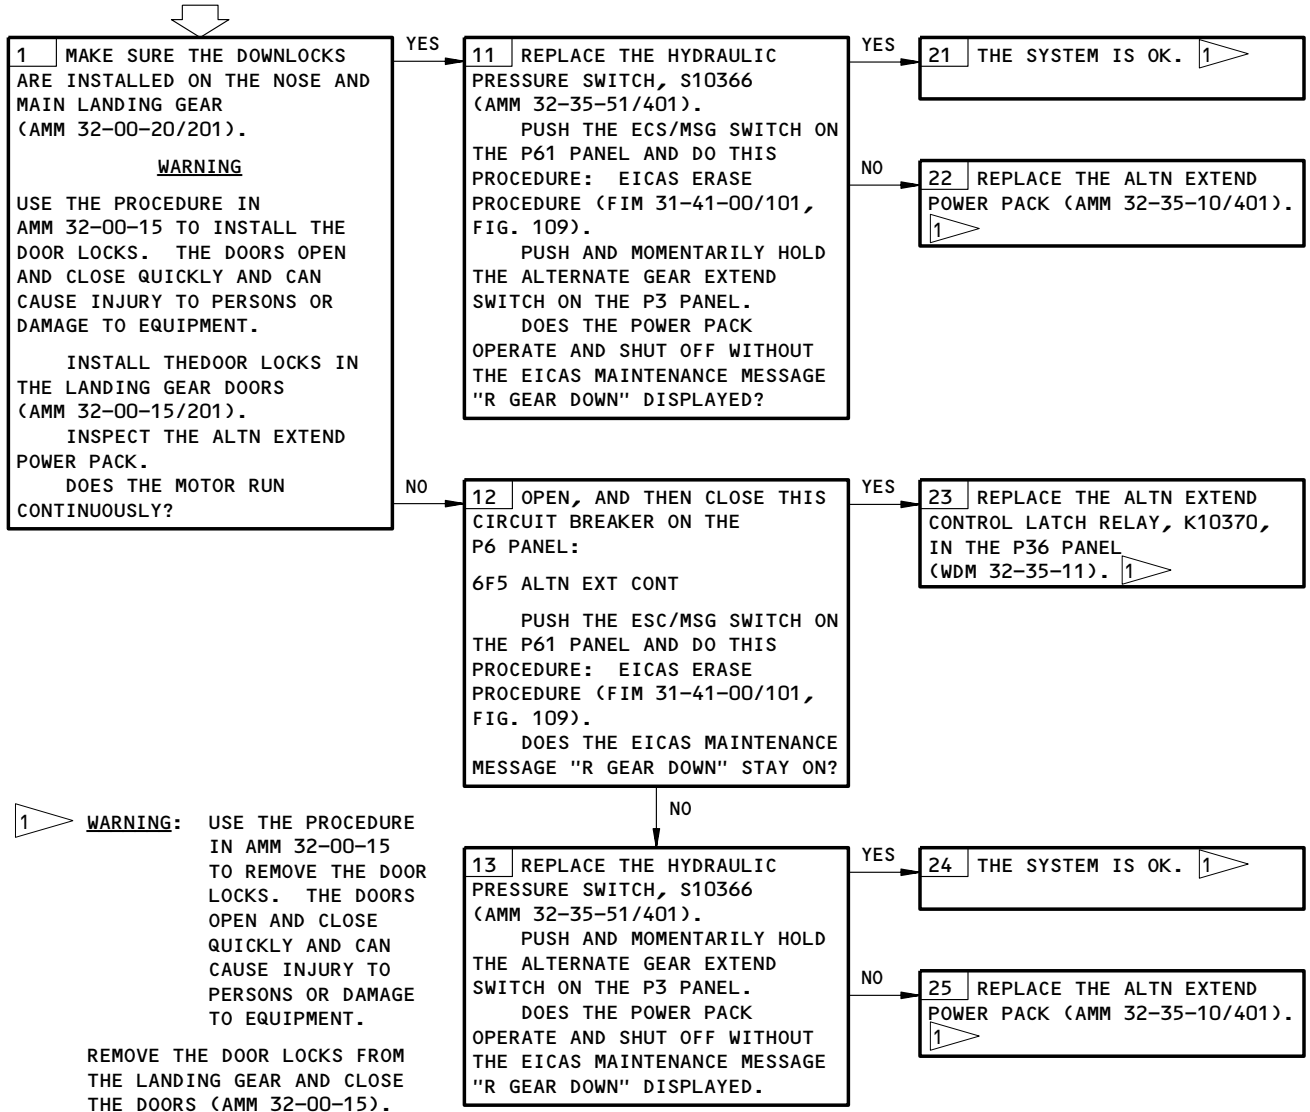 1 MAKE SURE THE DOWNLOCKS
ARE INSTALLED ON THE NOSE AND
MAIN LANDING GEAR
(AMM 32-00-20/201).
WARNING
USE THE PROCEDURE IN
AMM 32-00-15 TO INSTALL THE
DOOR LOCKS. THE DOORS OPEN
AND CLOSE QUICKLY AND CAN
CAUSE INJURY TO PERSONS OR
DAMAGE TO EQUIPMENT.
INSTALL THEDOOR LOCKS IN
THE LANDING GEAR DOORS
(AMM 32-00-15/201).
INSPECT THE ALTN EXTEND
POWER PACK.
DOES THE MOTOR RUN
CONTINUOUSLY?
YES
11 REPLACE THE HYDRAULIC
PRESSURE SWITCH, S10366
(AMM 32-35-51/401).
PUSH THE ECS/MSG SWITCH ON
THE P61 PANEL AND DO THIS
PROCEDURE: EICAS ERASE
PROCEDURE (FIM 31-41-00/101,
FIG. 109).
PUSH AND MOMENTARILY HOLD
THE ALTERNATE GEAR EXTEND
SWITCH ON THE P3 PANEL.
DOES THE POWER PACK
OPERATE AND SHUT OFF WITHOUT
THE EICAS MAINTENANCE MESSAGE
"R GEAR DOWN" DISPLAYED?
YES
21 THE SYSTEM IS OK. 1
NO
22 REPLACE THE ALTN EXTEND
POWER PACK (AMM 32-35-10/401).
1
NO
12 OPEN, AND THEN CLOSE THIS
CIRCUIT BREAKER ON THE
P6 PANEL:
6F5 ALTN EXT CONT
PUSH THE ESC/MSG SWITCH ON
THE P61 PANEL AND DO THIS
PROCEDURE: EICAS ERASE
PROCEDURE (FIM 31-41-00/101,
FIG. 109).
DOES THE EICAS MAINTENANCE
MESSAGE "R GEAR DOWN" STAY ON?
YES
23 REPLACE THE ALTN EXTEND
CONTROL LATCH RELAY, K10370,
IN THE P36 PANEL
(WDM 32-35-11). 1
NO
13 REPLACE THE HYDRAULIC
PRESSURE SWITCH, S10366
(AMM 32-35-51/401).
PUSH AND MOMENTARILY HOLD
THE ALTERNATE GEAR EXTEND
SWITCH ON THE P3 PANEL.
DOES THE POWER PACK
OPERATE AND SHUT OFF WITHOUT
THE EICAS MAINTENANCE MESSAGE
"R GEAR DOWN" DISPLAYED.
YES
24 THE SYSTEM IS OK. 1
NO
25 REPLACE THE ALTN EXTEND
POWER PACK (AMM 32-35-10/401).
1
1 WARNING: USE THE PROCEDURE
IN AMM 32-00-15
TO REMOVE THE DOOR
LOCKS. THE DOORS
OPEN AND CLOSE
QUICKLY AND CAN
CAUSE INJURY TO
PERSONS OR DAMAGE
TO EQUIPMENT.
REMOVE THE DOOR LOCKS FROM
THE LANDING GEAR AND CLOSE
THE DOORS (AMM 32-00-15).